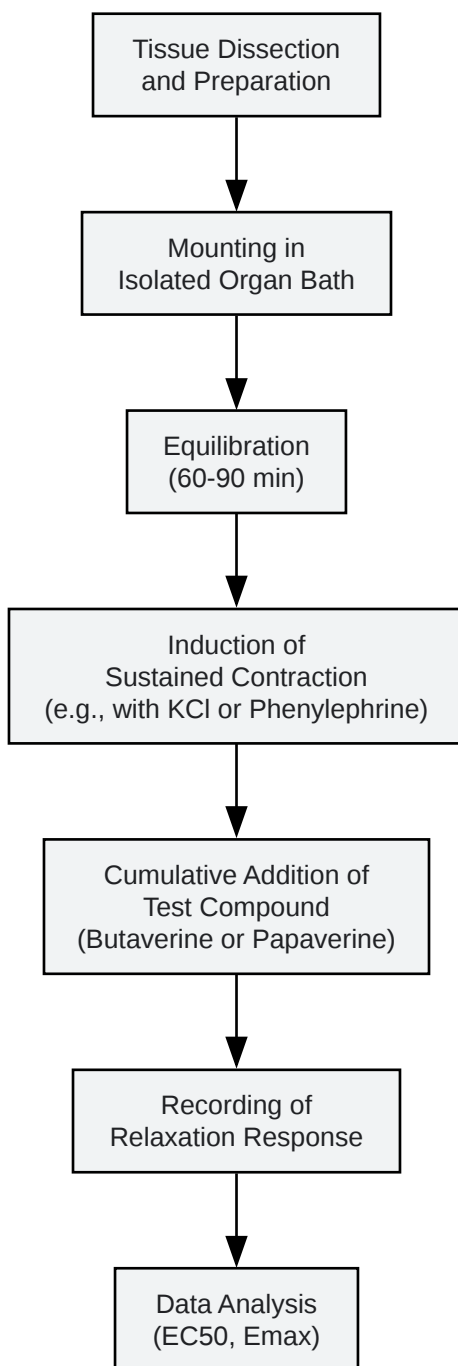 Tissue Dissection
and Preparation
Mounting in
Isolated Organ Bath
Equilibration
(60-90 min)
Induction of
Sustained Contraction
(e.g., with KCl or Phenylephrine)
Cumulative Addition of
Test Compound
(Butaverine or Papaverine)
Recording of
Relaxation Response
Data Analysis
(EC50, Emax)